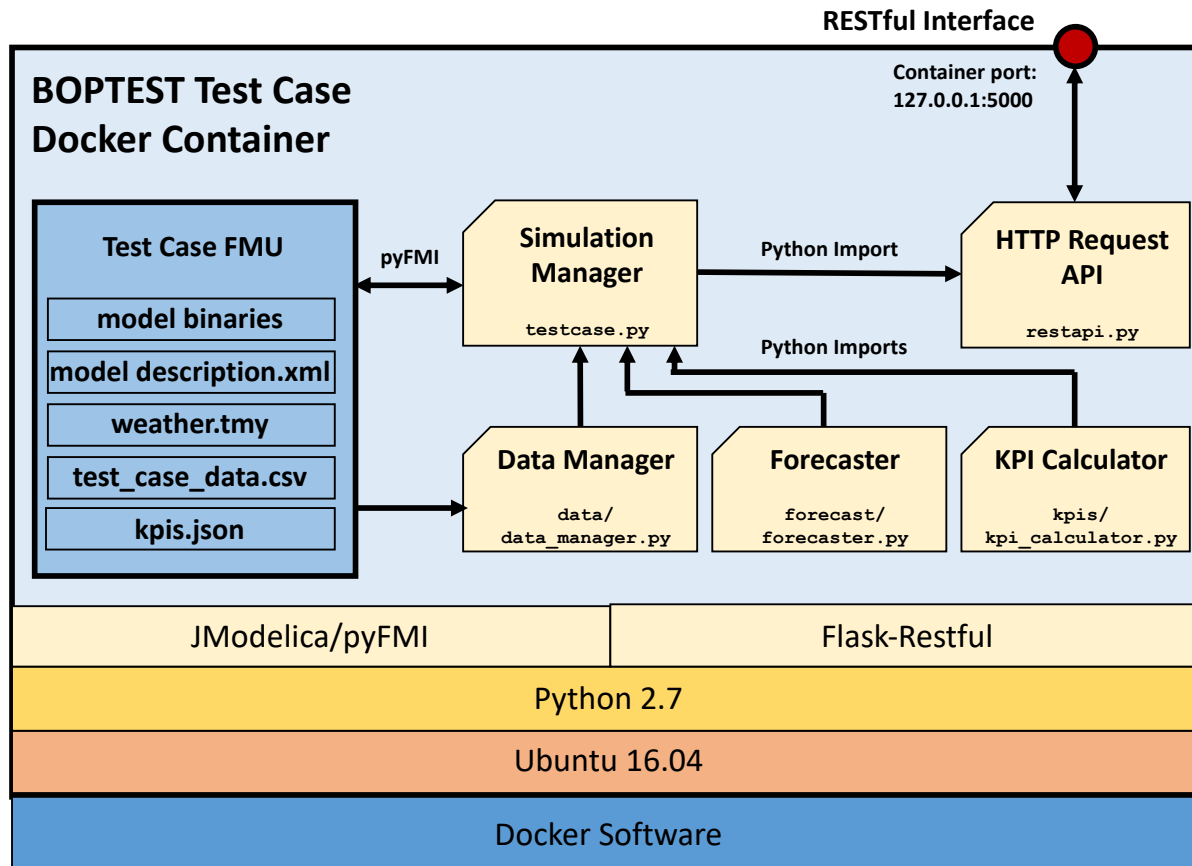 RESTful Interface
BOPTEST Test Case
Docker Container
Container port:
127.0.0.1:5000
Test Case FMU
model binaries
model description.xml
weather.tmy
test_case_data.csv
kpis.json
pyFMI
Simulation
Manager
testcase.py
Python Import
HTTP Request
API
restapi.py
Python Imports
Data Manager
data/
data_manager.py
Forecaster
forecast/
forecaster.py
KPI Calculator
kpis/
kpi_calculator.py
JModelica/pyFMI
Flask-Restful
Python 2.7
Ubuntu 16.04
Docker Software